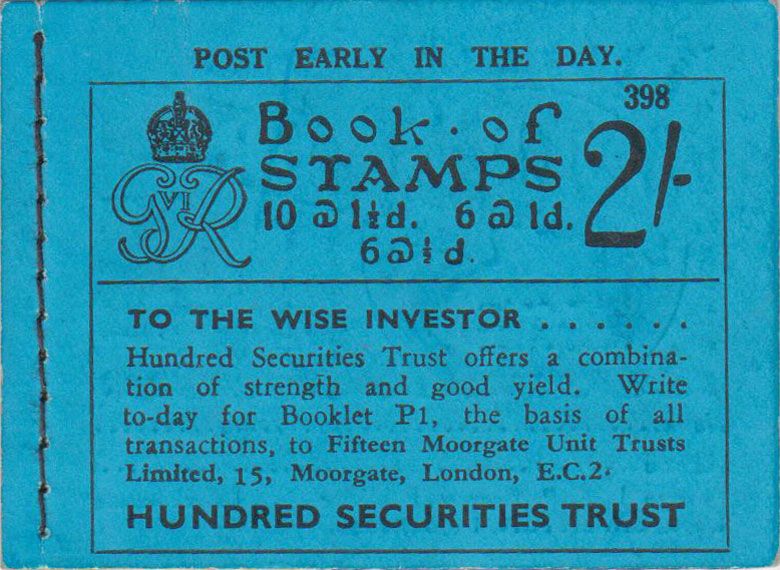 POST EARLY IN THE DAY.
398
Book·of
STAMPS 2/-
GVIR
10 @ 1½d. 6 @ 1d.
6 @ ½d.
TO THE WISE INVESTOR . . . . . .
Hundred Securities Trust offers a combina-
tion of strength and good yield. Write
to-day for Booklet P1, the basis of all
transactions, to Fifteen Moorgate Unit Trusts
Limited, 15, Moorgate, London, E.C.2.
HUNDRED SECURITIES TRUST